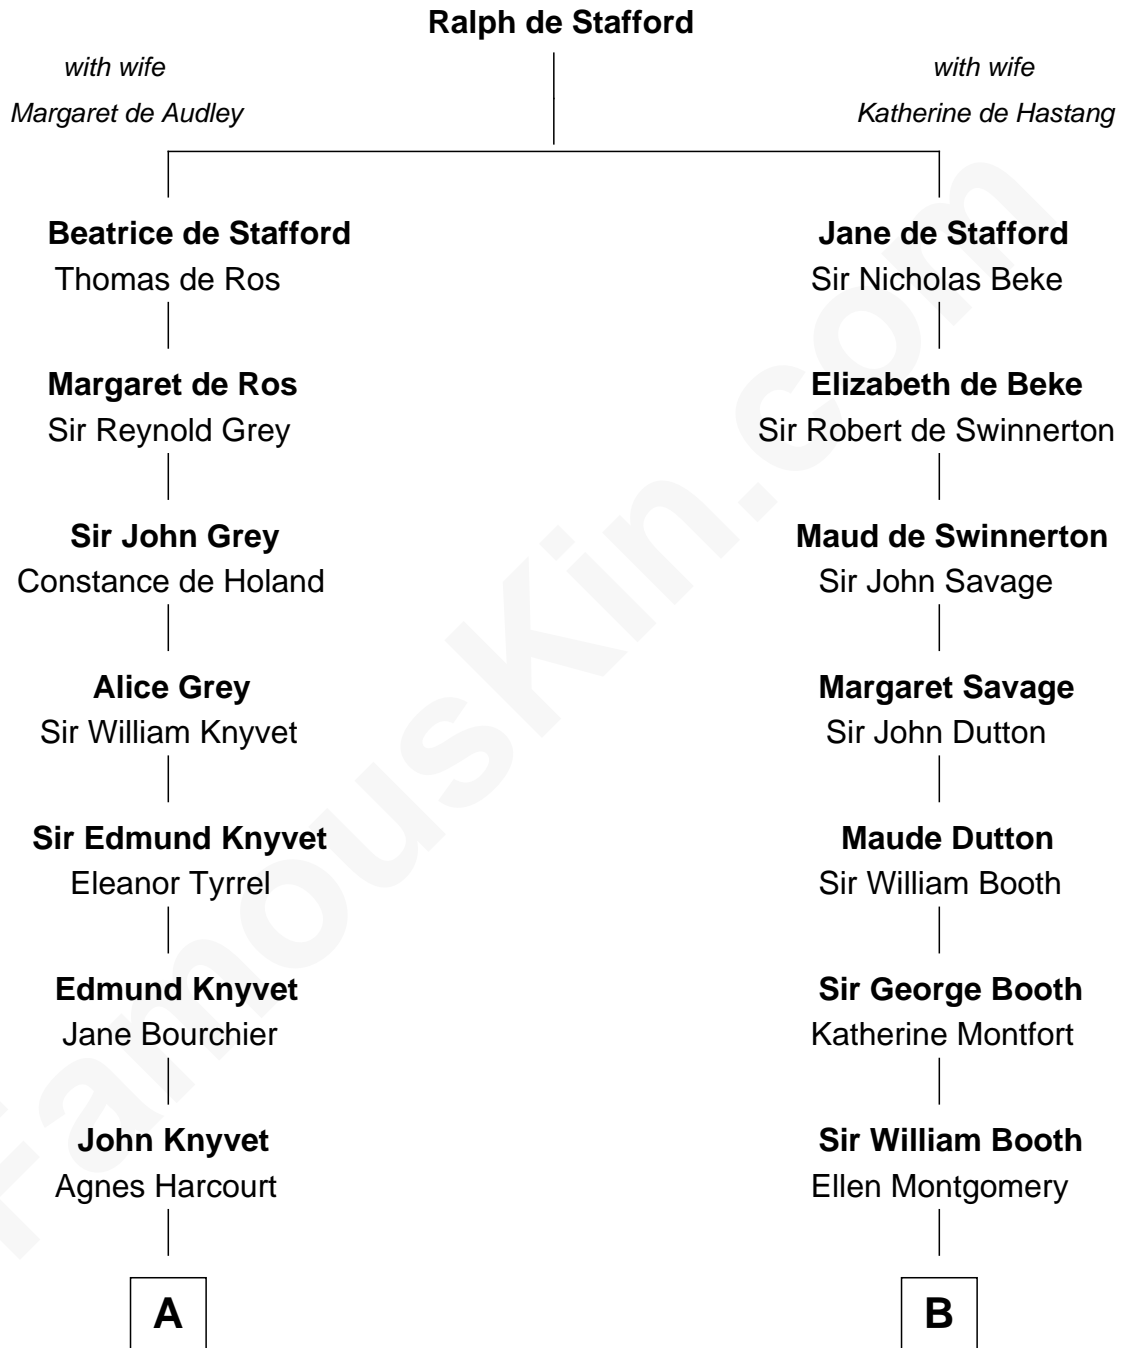 Ralph de Stafford
with wife
Margaret de Audley
with wife
Katherine de Hastang
Beatrice de Stafford
Thomas de Ros
Jane de Stafford
Sir Nicholas Beke
Margaret de Ros
Sir Reynold Grey
Elizabeth de Beke
Sir Robert de Swinnerton
Sir John Grey
Constance de Holand
Maud de Swinnerton
Sir John Savage
Alice Grey
Sir William Knyvet
Margaret Savage
Sir John Dutton
Sir Edmund Knyvet
Eleanor Tyrrel
Maude Dutton
Sir William Booth
Edmund Knyvet
Jane Bourchier
Sir George Booth
Katherine Montfort
John Knyvet
Agnes Harcourt
Sir William Booth
Ellen Montgomery
A
B
FamousKin.com